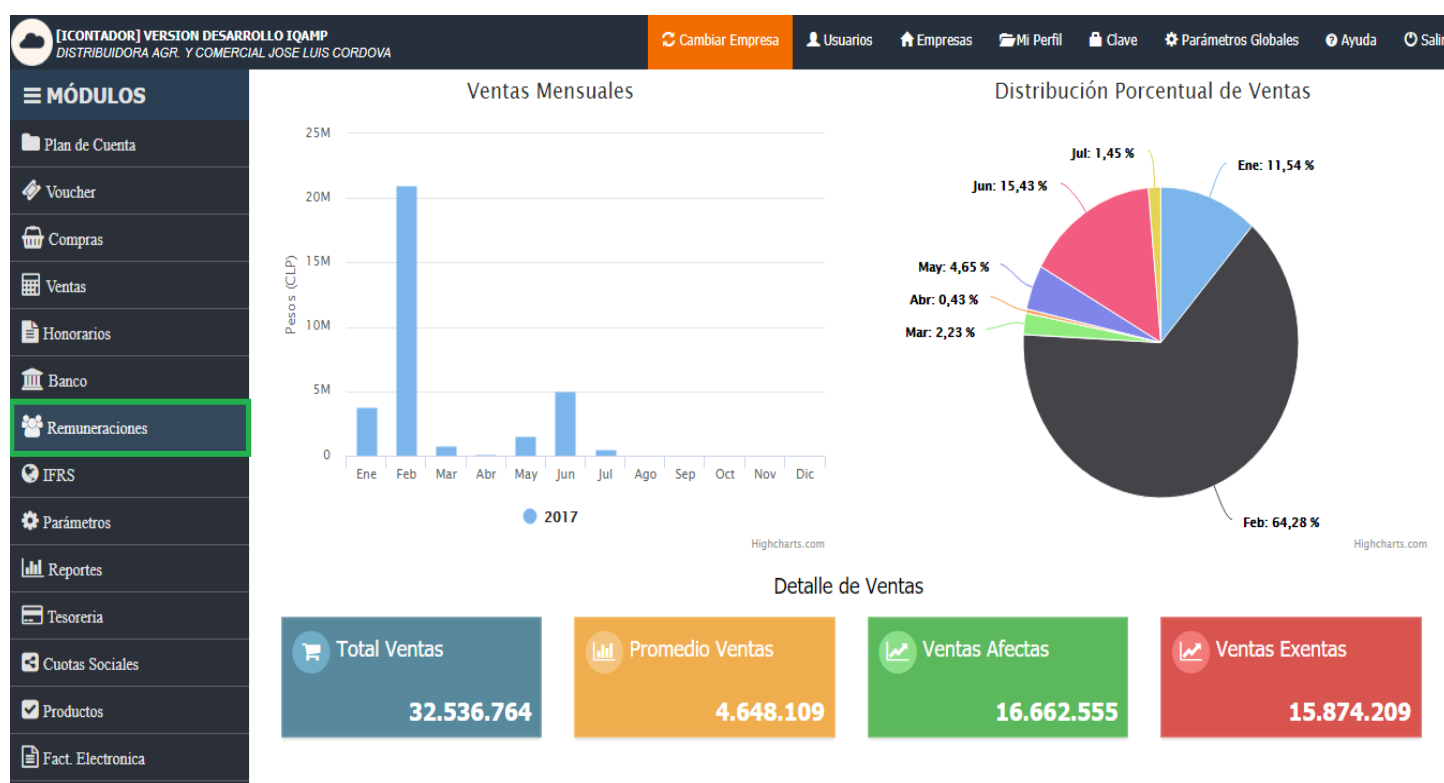 [ICONTADOR] VERSION DESARROLLO IQAMP
DISTRIBUIDORA AGR. Y COMERCIAL JOSE LUIS CORDOVA
Cambiar Empresa
Usuarios
Empresas
Mi Perfil
Clave
Parámetros Globales
Ayuda
Salir
MÓDULOS
Plan de Cuenta
Voucher
Compras
Ventas
Honorarios
Banco
Remuneraciones
IFRS
Parámetros
Reportes
Tesoreria
Cuotas Sociales
Productos
Fact. Electronica
Ventas Mensuales
25M
20M
15M
10M
5M
0
Pesos (CLP)
Ene Feb Mar Abr May Jun Jul Ago Sep Oct Nov Dic
2017
Highcharts.com
Distribución Porcentual de Ventas
Jul: 1,45 %
Ene: 11,54 %
Jun: 15,43 %
May: 4,65 %
Abr: 0,43 %
Mar: 2,23 %
Feb: 64,28 %
Highcharts.com
Detalle de Ventas
Total Ventas
32.536.764
Promedio Ventas
4.648.109
Ventas Afectas
16.662.555
Ventas Exentas
15.874.209